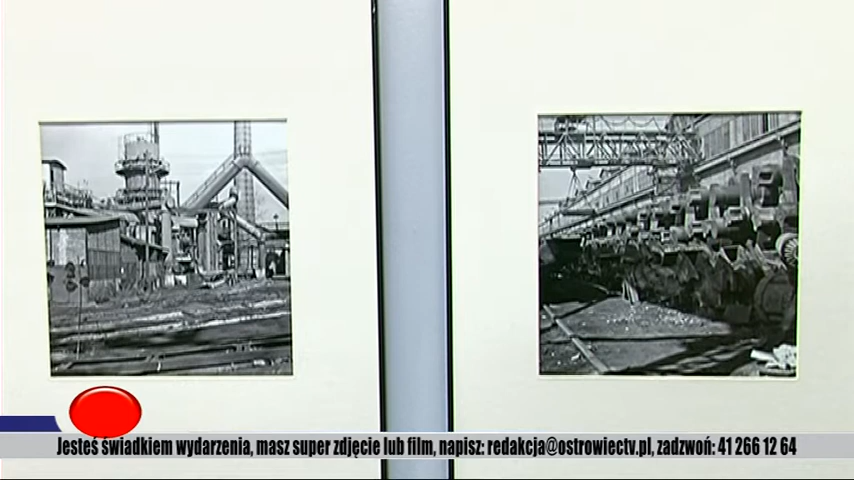 Jesteś świadkiem wydarzenia, masz super zdjęcie lub film, napisz: redakcja@ostrowiectv.pl, zadzwoń: 41 266 12 64